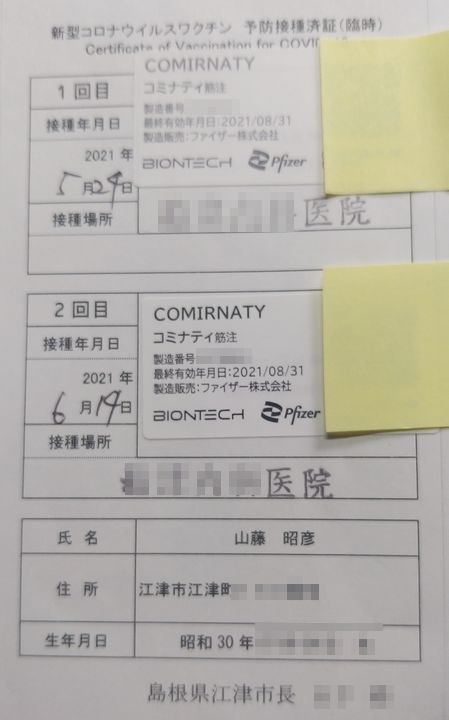 新型コロナウイルスワクチン 予防接種済証(臨時)
Certificate of Vaccination for
1回目
COMIRNATY
コミナティ筋注
接種年月日
製造番号
最終有効年月日:2021/08/31
製造販売:ファイザー株式会社
2021年
5月24日
BIONTECH Pfizer
接種場所
医院
2回目
COMIRNATY
コミナティ筋注
接種年月日
製造番号
最終有効年月日:2021/08/31
製造販売:ファイザー株式会社
2021年
6月14日
BIONTECH Pfizer
接種場所
医院
氏名 山藤 昭彦
住所 江津市江津町
生年月日 昭和30年
島根県江津市長